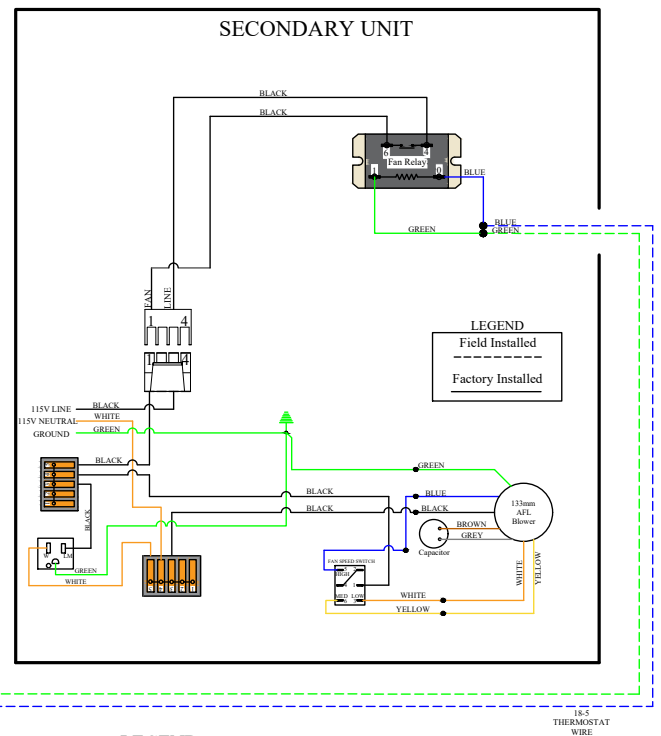 SECONDARY UNIT
BLACK
BLACK
6
4
Fan Relay
1
0
BLUE
BLUE
GREEN
GREEN
FAN
LINE
1 4
LEGEND
Field Installed
Factory Installed
1 4
115V LINE
BLACK
115V NEUTRAL
WHITE
GROUND
GREEN
BLACK
GREEN
BLACK
BLUE
BLACK
BLACK
133mm
AFL
Blower
BLACK
BROWN
GREY
Capacitor
W
LM
GREEN
WHITE
FAN SPEED SWITCH
HIGH
MED LOW
WHITE
YELLOW
WHITE
YELLOW
18-5
THERMOSTAT
WIRE